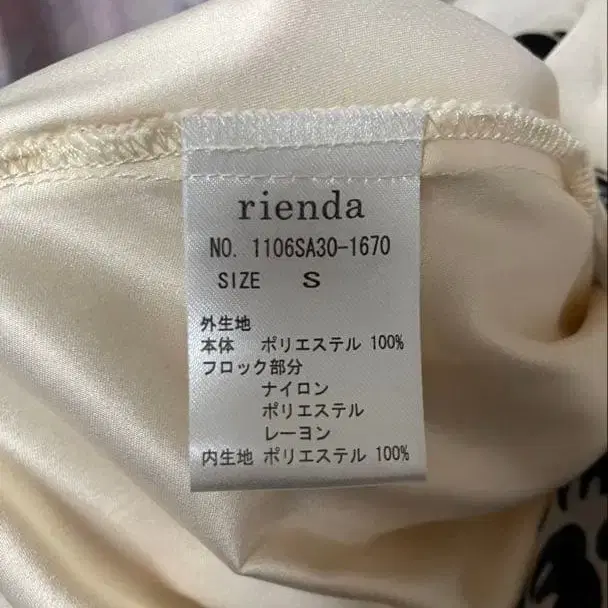 rienda
NO. 1106SA30-1670
SIZE S
外生地
本体 ポリエステル 100%
フロック部分
ナイロン
ポリエステル
レーヨン
内生地 ポリエステル 100%